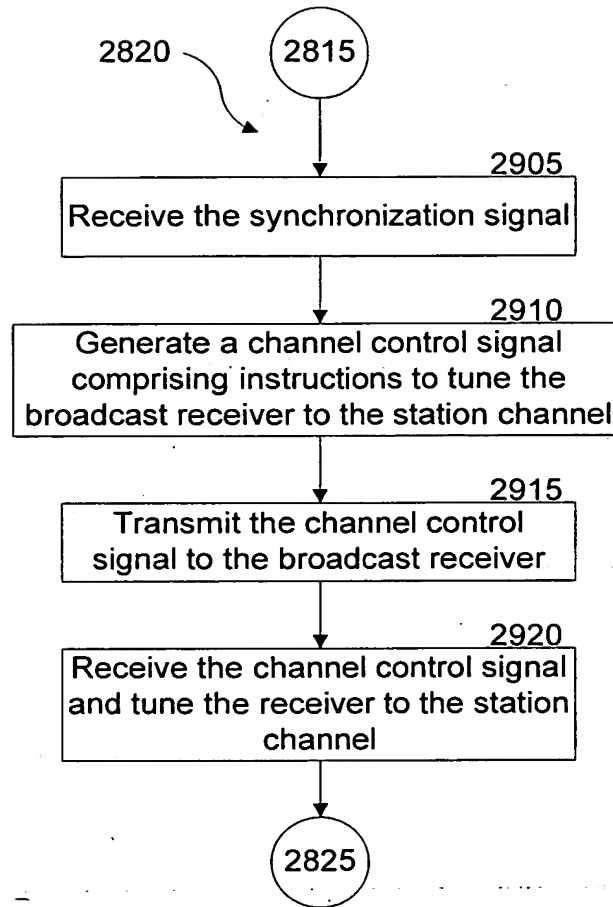 2820
2815
2905
Receive the synchronization signal
2910
Generate a channel control signal
comprising instructions to tune the
broadcast receiver to the station channel
2915
Transmit the channel control
signal to the broadcast receiver
2920
Receive the channel control signal
and tune the receiver to the station
channel
2825